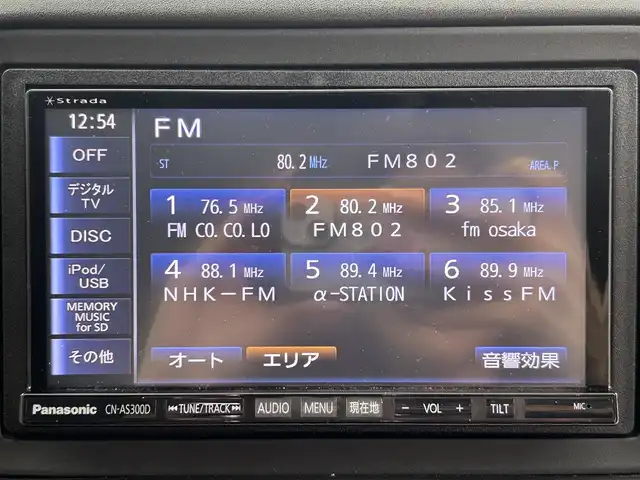 Strada
12:54
FM
OFF
ST 80.2 MHz FM802 AREA.P
デジタル
TV
1 76.5 MHz 2 80.2 MHz 3 85.1 MHz
FM CO.CO.LO FM802 fm osaka
DISC
iPod/
USB
4 88.1 MHz 5 89.4 MHz 6 89.9 MHz
NHK-FM α-STATION KissFM
MEMORY
MUSIC
for SD
その他
オート エリア 音響効果
Panasonic CN-AS300D TUNE/TRACK AUDIO MENU 現在地 - VOL + TILT MIC